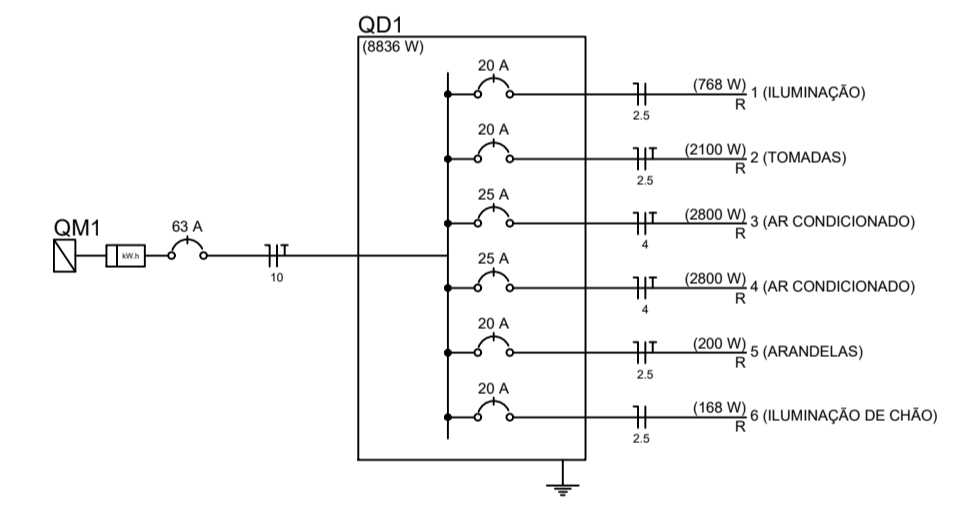 QD1
(8836 W)
20 A
(768 W)
1 (ILUMINAÇÃO)
R
2.5
20 A
(2100 W)
2 (TOMADAS)
R
2.5
25 A
(2800 W)
3 (AR CONDICIONADO)
R
4
QM1
63 A
kW.h
10
25 A
(2800 W)
4 (AR CONDICIONADO)
R
4
20 A
(200 W)
5 (ARANDELAS)
R
2.5
20 A
(168 W)
6 (ILUMINAÇÃO DE CHÃO)
R
2.5